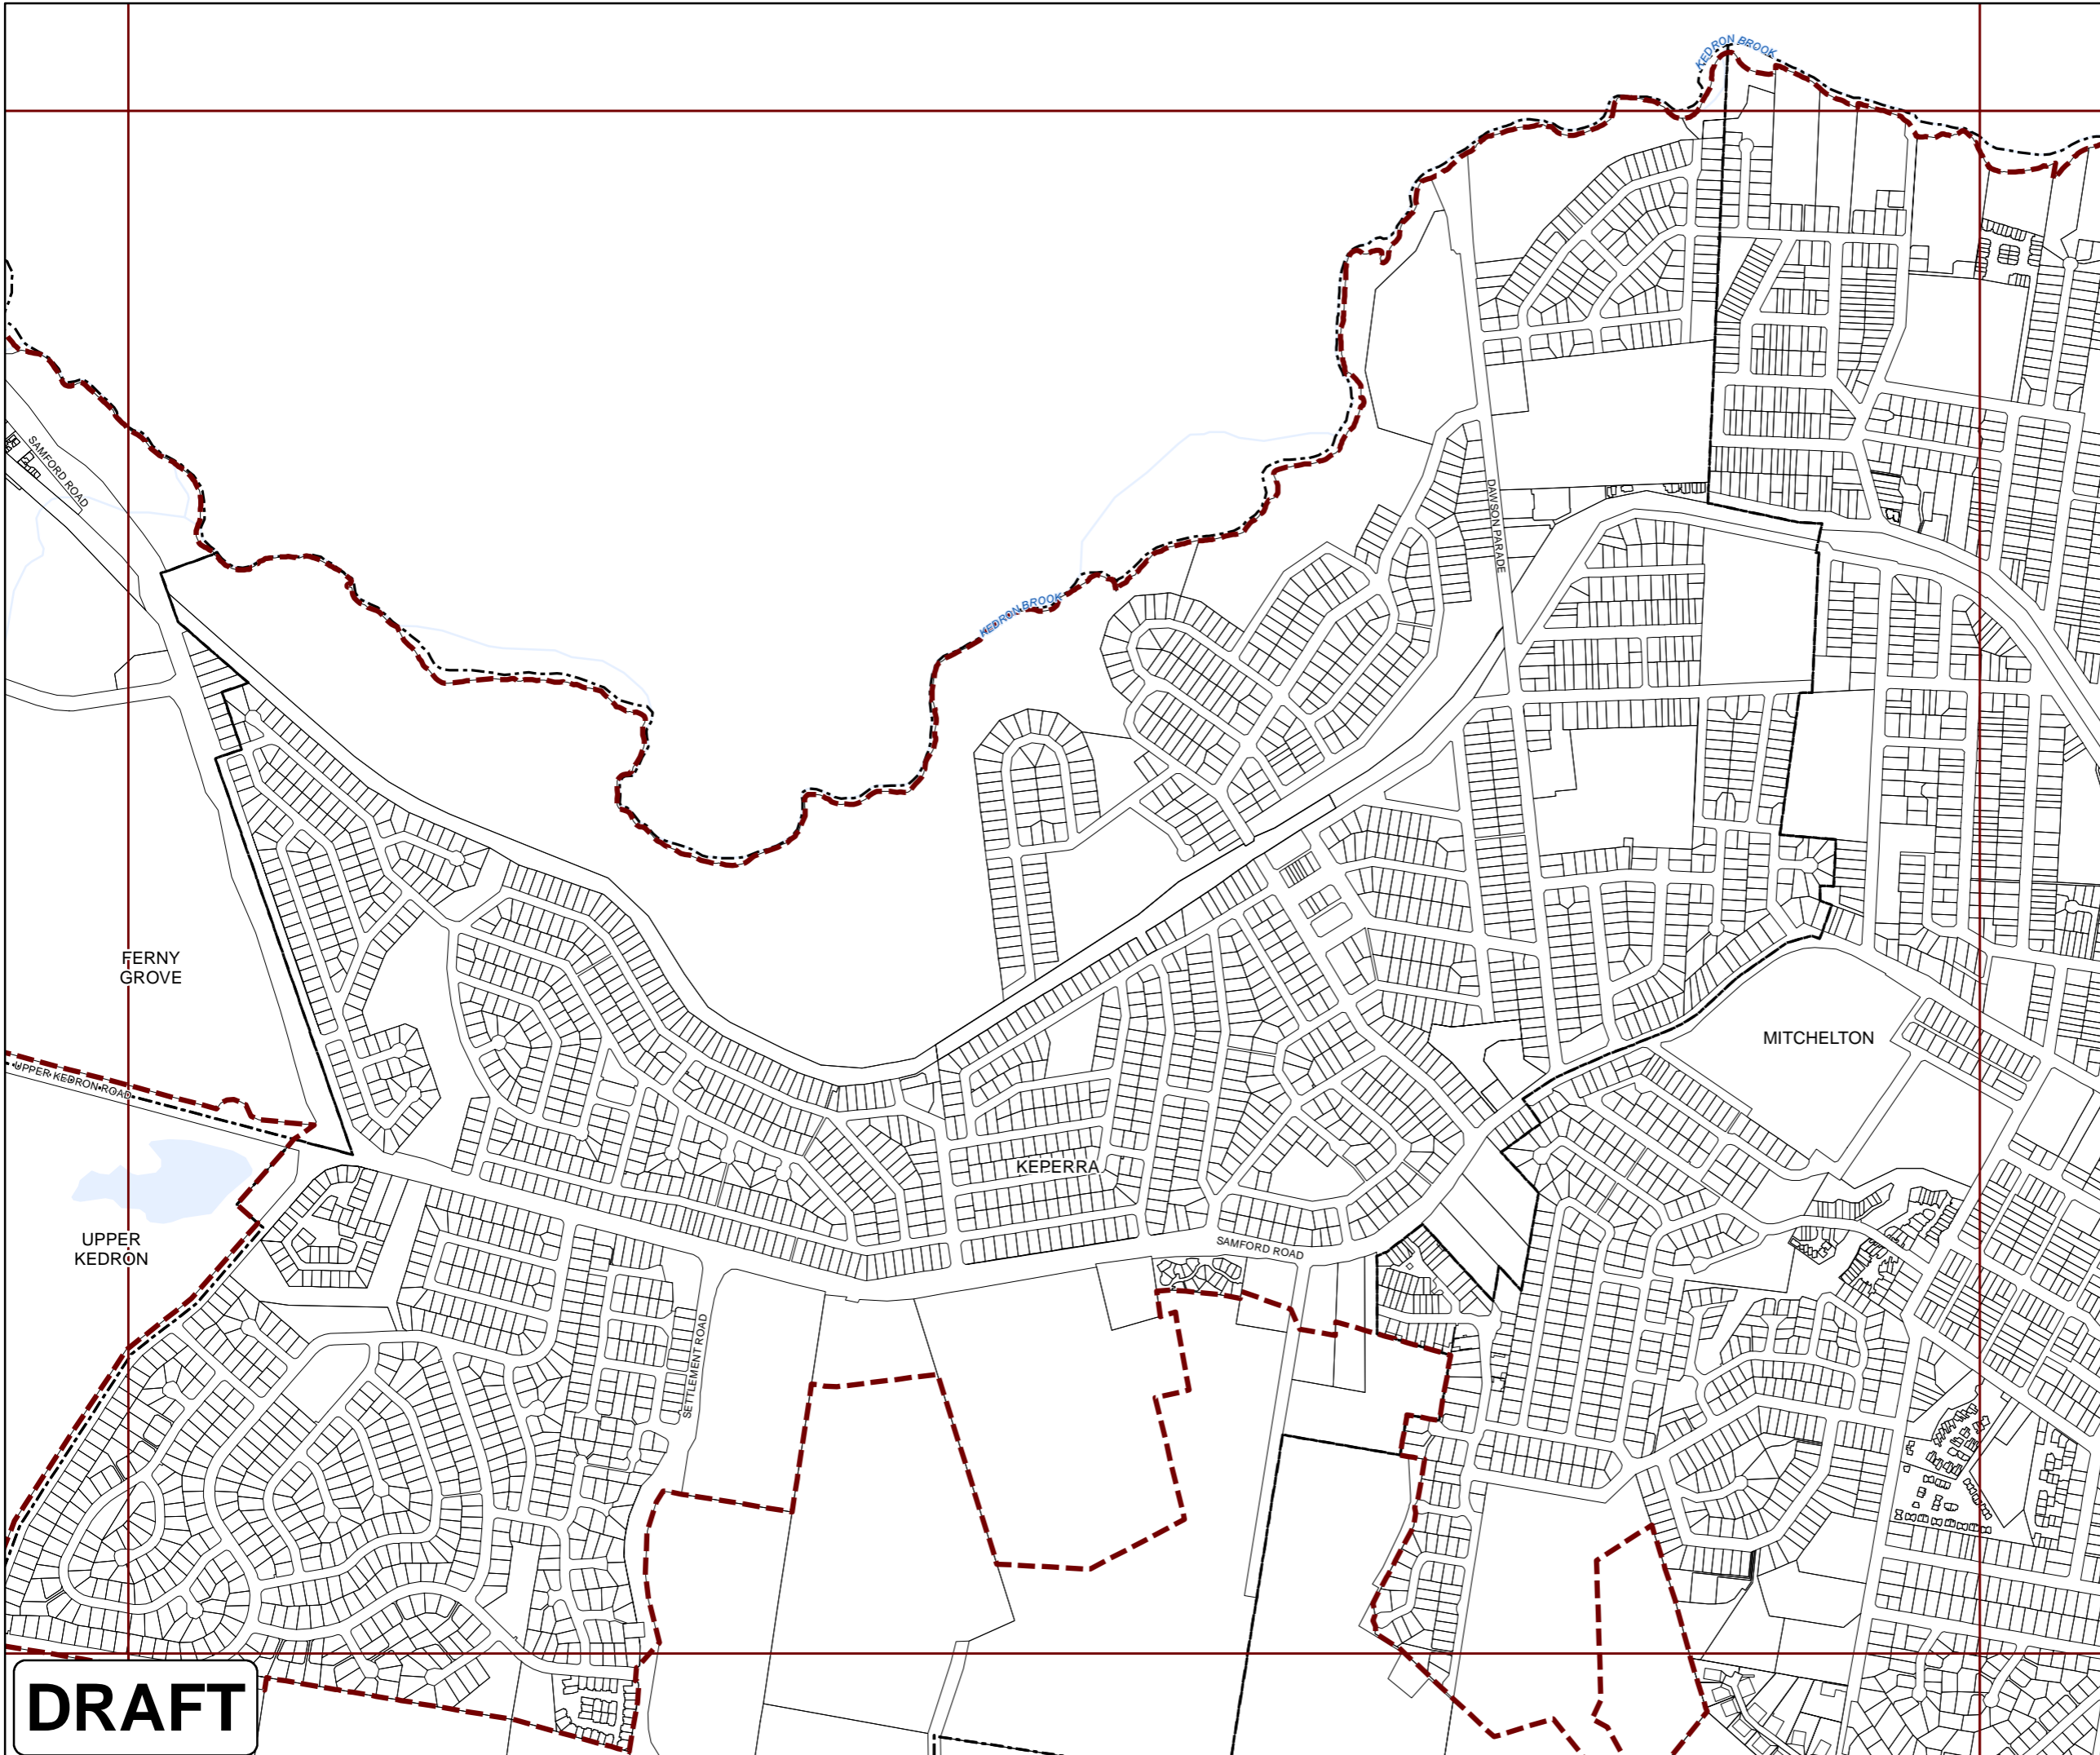 KEDRON BROOK
SAMFORD ROAD
DAWSON PARADE
KEDRON BROOK
FERNY
GROVE
MITCHELTON
UPPER KEDRON ROAD
KEPERRA
UPPER
KEDRON
SAMFORD ROAD
SETTLEMENT ROAD
DRAFT